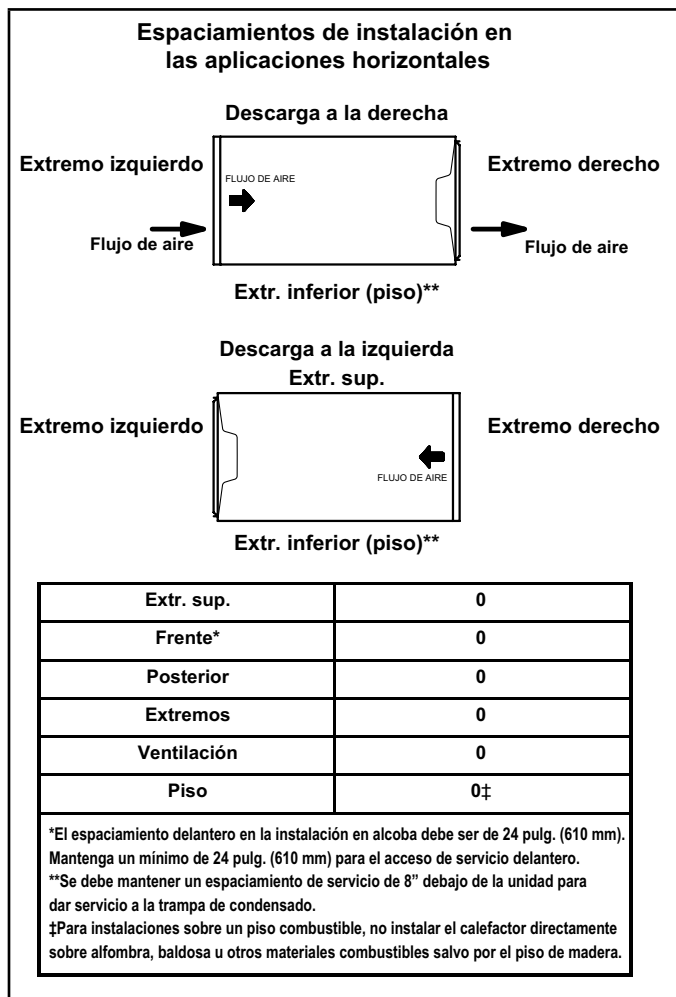 Espaciamientos de instalación en
las aplicaciones horizontales
Descarga a la derecha
Extremo izquierdo
Extremo derecho
FLUJO DE AIRE
Flujo de aire
Flujo de aire
Extr. inferior (piso)**
Descarga a la izquierda
Extr. sup.
Extremo izquierdo
Extremo derecho
FLUJO DE AIRE
Extr. inferior (piso)**
Extr. sup. 0
Frente* 0
Posterior 0
Extremos 0
Ventilación 0
Piso 0‡
*El espaciamiento delantero en la instalación en alcoba debe ser de 24 pulg. (610 mm).
Mantenga un mínimo de 24 pulg. (610 mm) para el acceso de servicio delantero.
**Se debe mantener un espaciamiento de servicio de 8” debajo de la unidad para
dar servicio a la trampa de condensado.
‡Para instalaciones sobre un piso combustible, no instalar el calefactor directamente
sobre alfombra, baldosa u otros materiales combustibles salvo por el piso de madera.